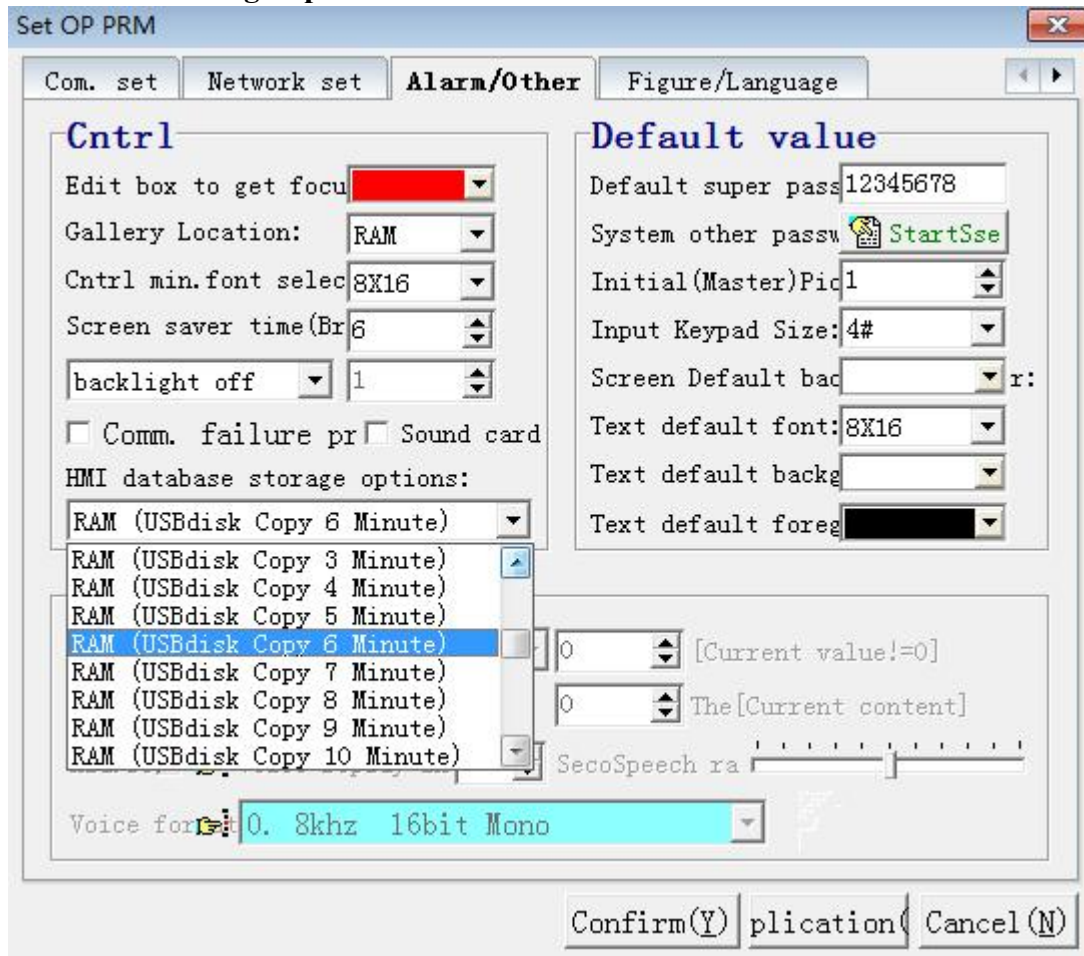 Set OP PRM
Com. set Network set Alarm/Other Figure/Language
Cntrl
Edit box to get focu
Gallery Location: RAM
Cntrl min.font selec 8X16
Screen saver time(Br 6
backlight off 1
Comm. failure pr Sound card
HMI database storage options:
RAM (USBdisk Copy 6 Minute)
RAM (USBdisk Copy 3 Minute)
RAM (USBdisk Copy 4 Minute)
RAM (USBdisk Copy 5 Minute)
RAM (USBdisk Copy 6 Minute)
RAM (USBdisk Copy 7 Minute)
RAM (USBdisk Copy 8 Minute)
RAM (USBdisk Copy 9 Minute)
RAM (USBdisk Copy 10 Minute)
Default value
Default super pass 12345678
System other passw StartSse
Initial(Master)Pic 1
Input Keypad Size: 4#
Screen Default bac r:
Text default font: 8X16
Text default backg
Text default foreg
0 [Current value!=0]
0 The[Current content]
SecoSpeech ra
Voice format 0. 8khz 16bit Mono
Confirm(Y) plication( Cancel(N)